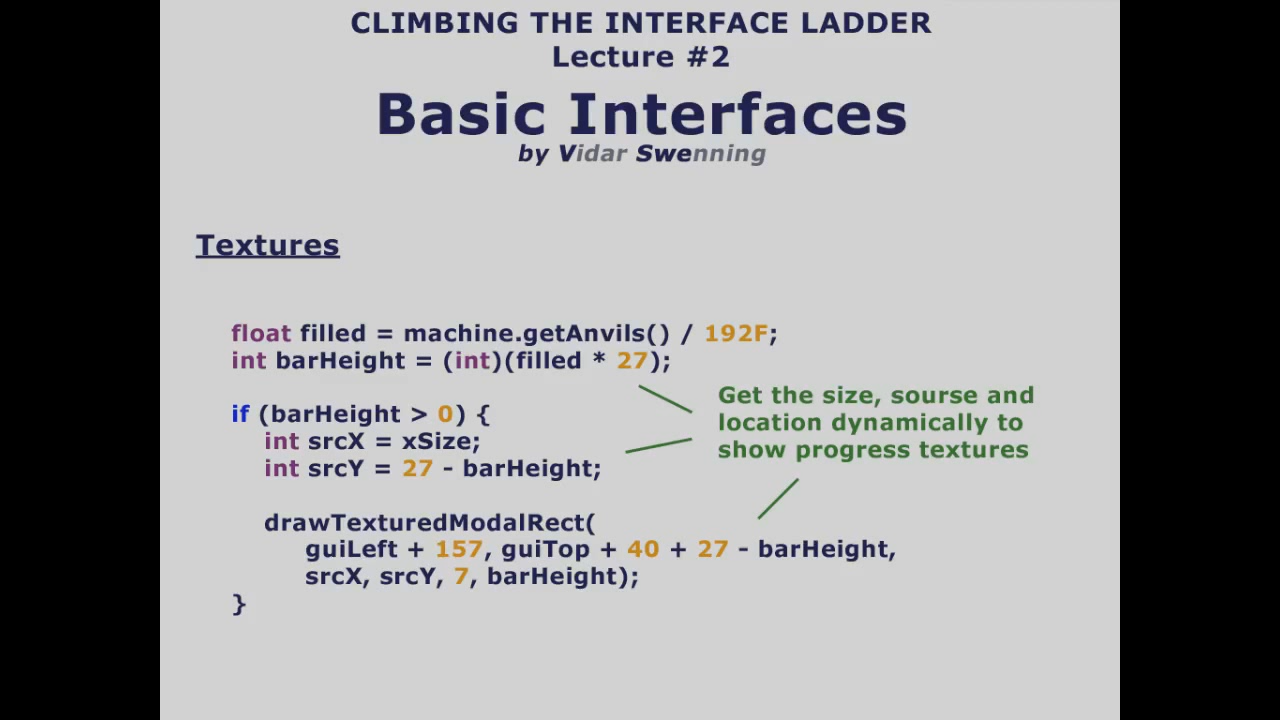 CLIMBING THE INTERFACE LADDER
Lecture #2
Basic Interfaces
by Vidar Swenning
Textures
float filled = machine.getAnvils() / 192F;
int barHeight = (int)(filled * 27);
if (barHeight > 0) {
int srcX = xSize;
int srcY = 27 - barHeight;
drawTexturedModalRect(
guiLeft + 157, guiTop + 40 + 27 - barHeight,
srcX, srcY, 7, barHeight);
}
Get the size, sourse and
location dynamically to
show progress textures